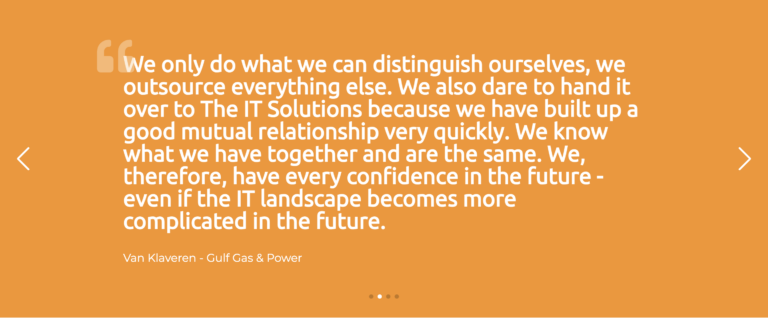 We only do what we can distinguish ourselves, we
outsource everything else. We also dare to hand it
over to The IT Solutions because we have built up a
good mutual relationship very quickly. We know
what we have together and are the same. We,
therefore, have every confidence in the future -
even if the IT landscape becomes more
complicated in the future.
Van Klaveren - Gulf Gas & Power